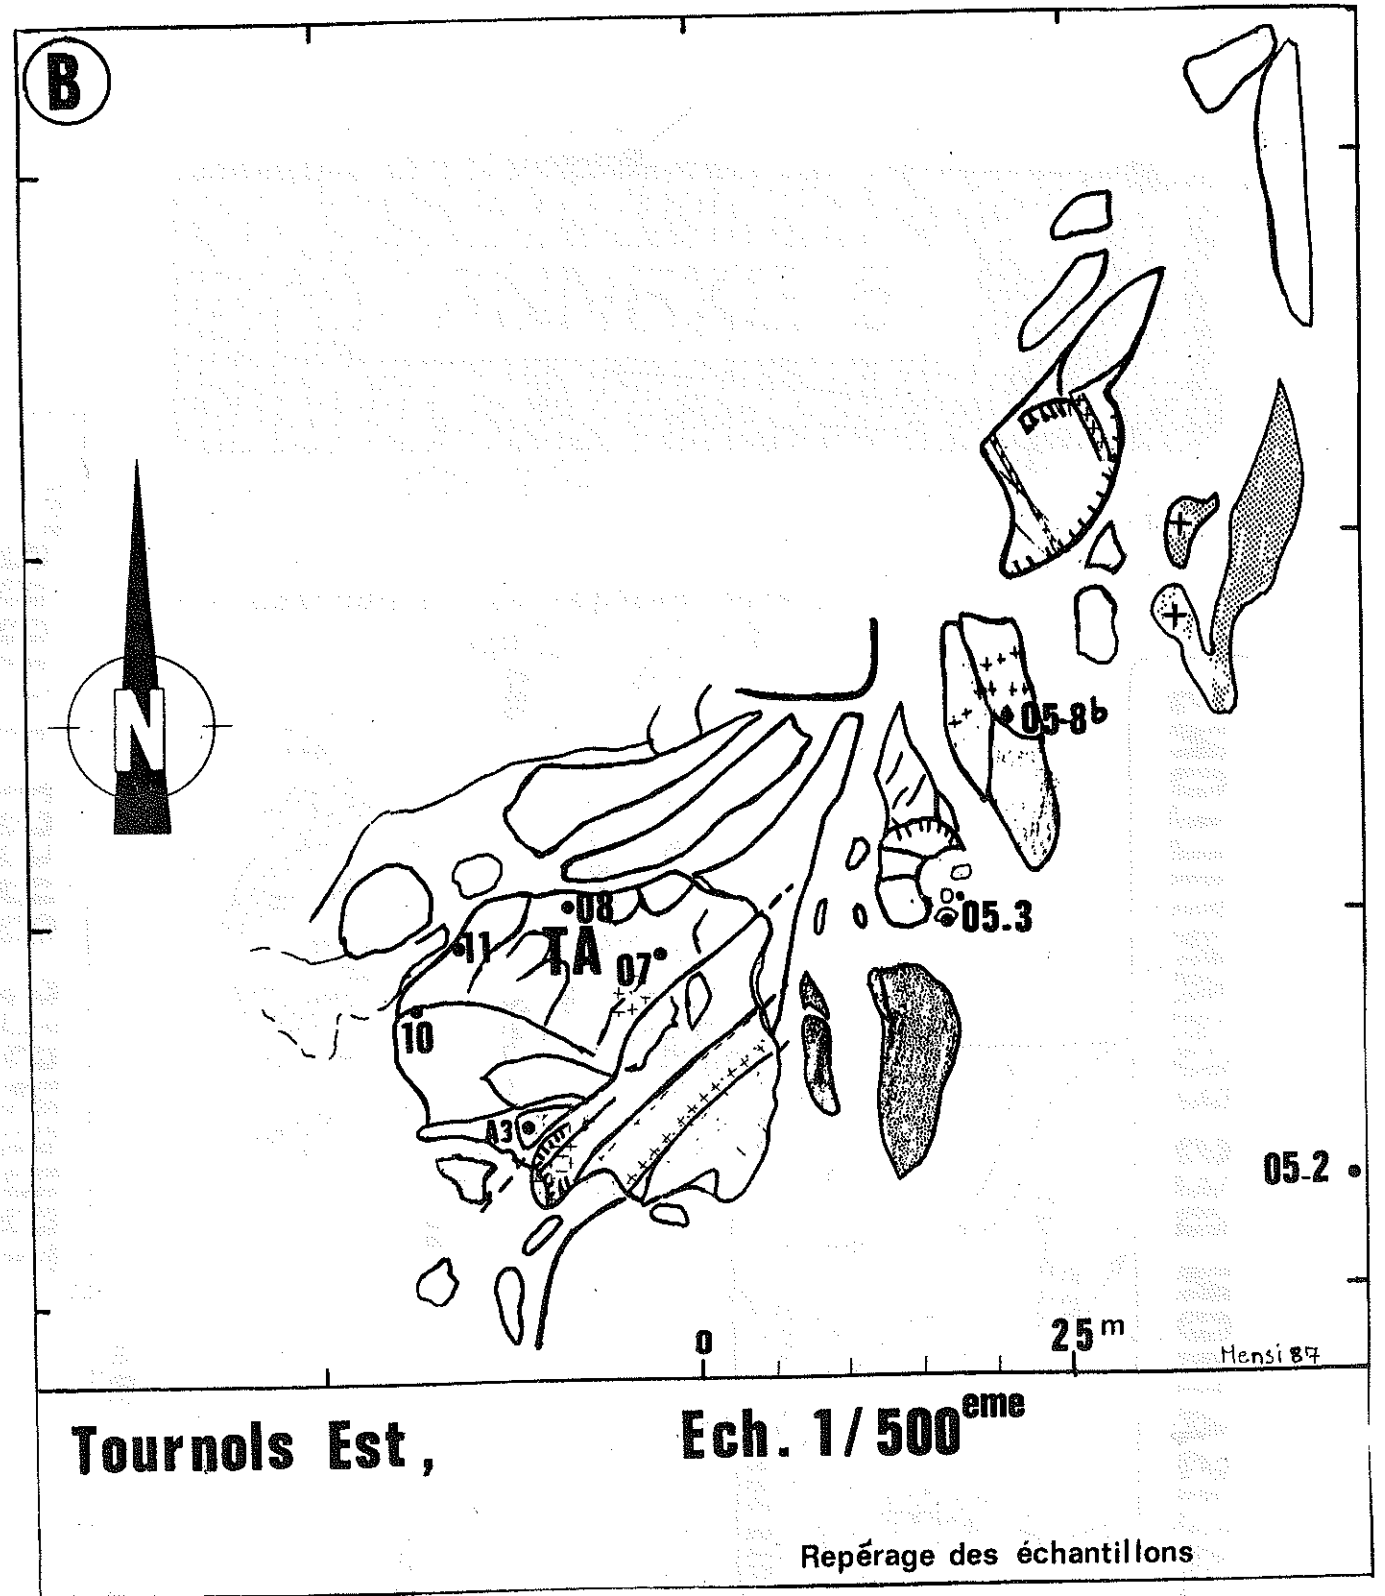 B
N
05-8b
08
11
TA
07
05.3
10
A3
05-2
0
25 m
Mensi 87
Tournols Est,
Ech. 1/500eme
Repérage des échantillons